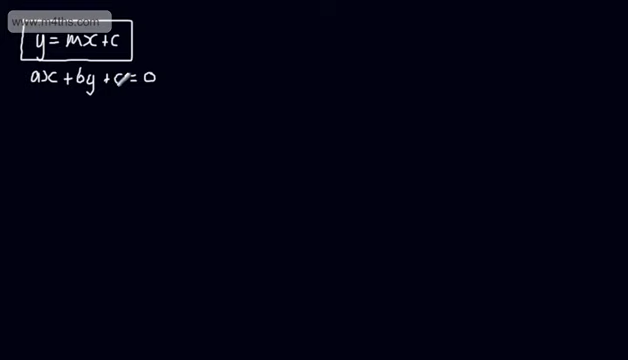 www.m4ths.com
y = mx + c
ax + by + c = 0